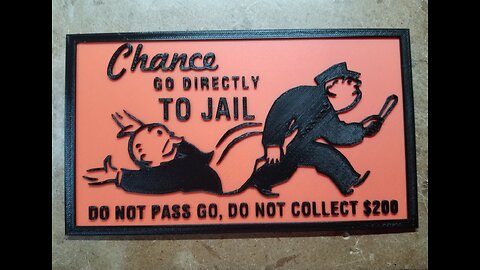 Chance
GO DIRECTLY
TO JAIL
DO NOT PASS GO, DO NOT COLLECT $200